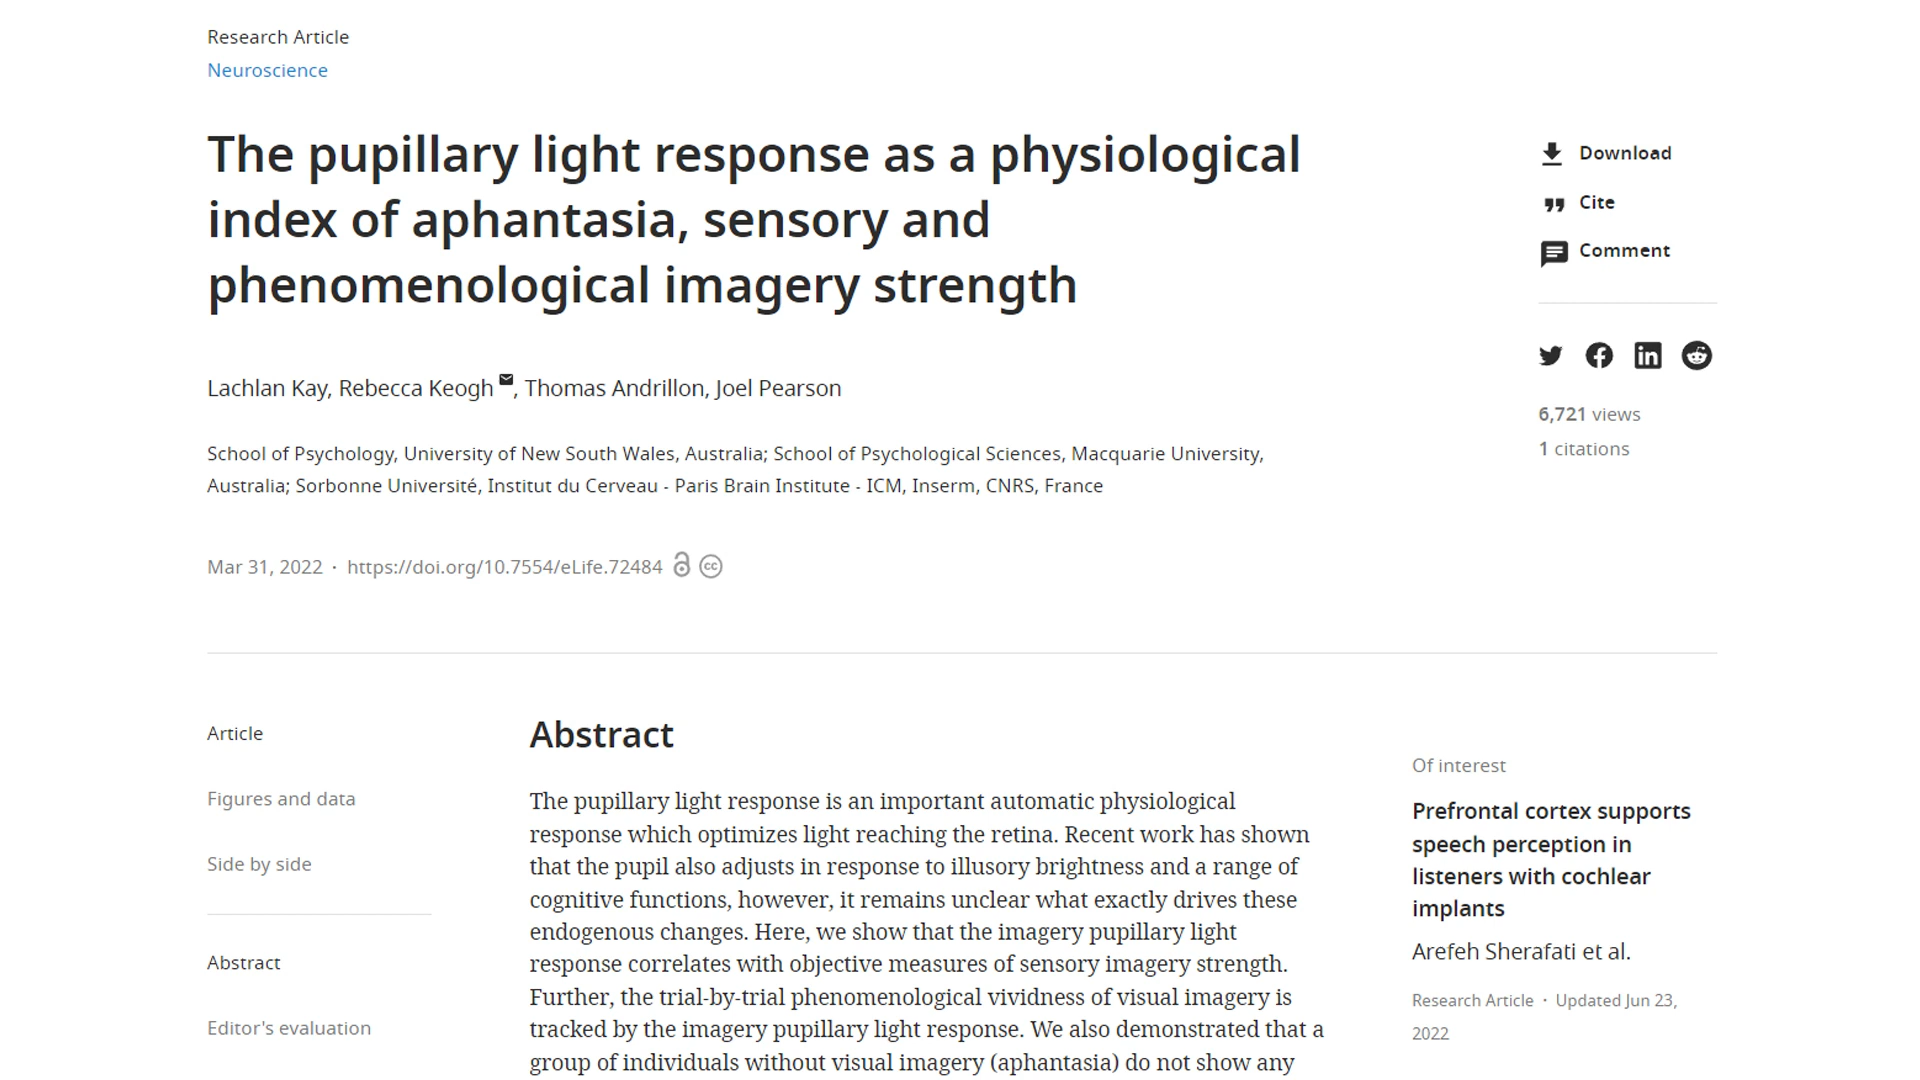 Research Article
Neuroscience
The pupillary light response as a physiological
index of aphantasia, sensory and
phenomenological imagery strength
Lachlan Kay, Rebecca Keogh, Thomas Andrillon, Joel Pearson
School of Psychology, University of New South Wales, Australia; School of Psychological Sciences, Macquarie University,
Australia; Sorbonne Université, Institut du Cerveau - Paris Brain Institute - ICM, Inserm, CNRS, France
Mar 31, 2022 · https://doi.org/10.7554/eLife.72484
Download
Cite
Comment
6,721 views
1 citations
Article
Figures and data
Side by side
Abstract
Editor's evaluation
Abstract
The pupillary light response is an important automatic physiological
response which optimizes light reaching the retina. Recent work has shown
that the pupil also adjusts in response to illusory brightness and a range of
cognitive functions, however, it remains unclear what exactly drives these
endogenous changes. Here, we show that the imagery pupillary light
response correlates with objective measures of sensory imagery strength.
Further, the trial-by-trial phenomenological vividness of visual imagery is
tracked by the imagery pupillary light response. We also demonstrated that a
group of individuals without visual imagery (aphantasia) do not show any
Of interest
Prefrontal cortex supports
speech perception in
listeners with cochlear
implants
Arefeh Sherafati et al.
Research Article · Updated Jun 23,
2022